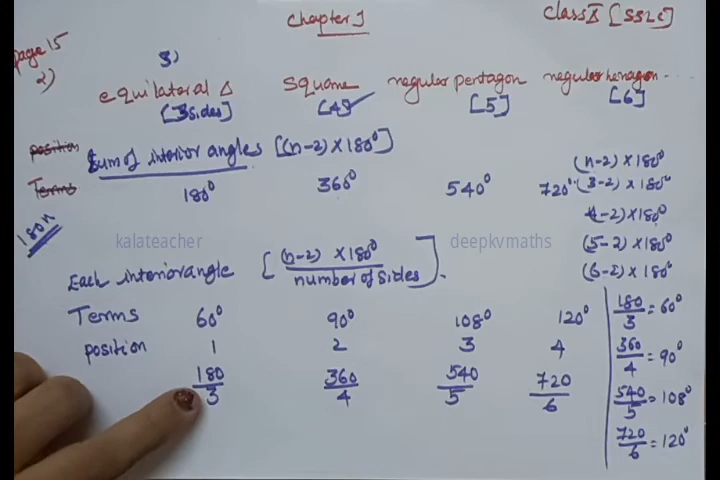 Chapter 1
Class X [SSLC]
page 15
2)
3)
equilateral Δ square regular pentagon regular hexagon ....
[3 sides] [4] [5] [6]
position
Sum of interior angles [(n-2) × 180°]
Terms
180° 360° 540° 720°
180n
(n-2) × 180°
(3-2) × 180°
4-2) × 180°
(5-2) × 180°
(6-2) × 180°
kalateacher deepkvmaths
Each interior angle [(n-2) × 180° / number of sides].
Terms 60° 90° 108° 120°
position 1 2 3 4
180/3 360/4 540/5 720/6
180/3 = 60°
360/4 = 90°
540/5 = 108°
720/6 = 120°